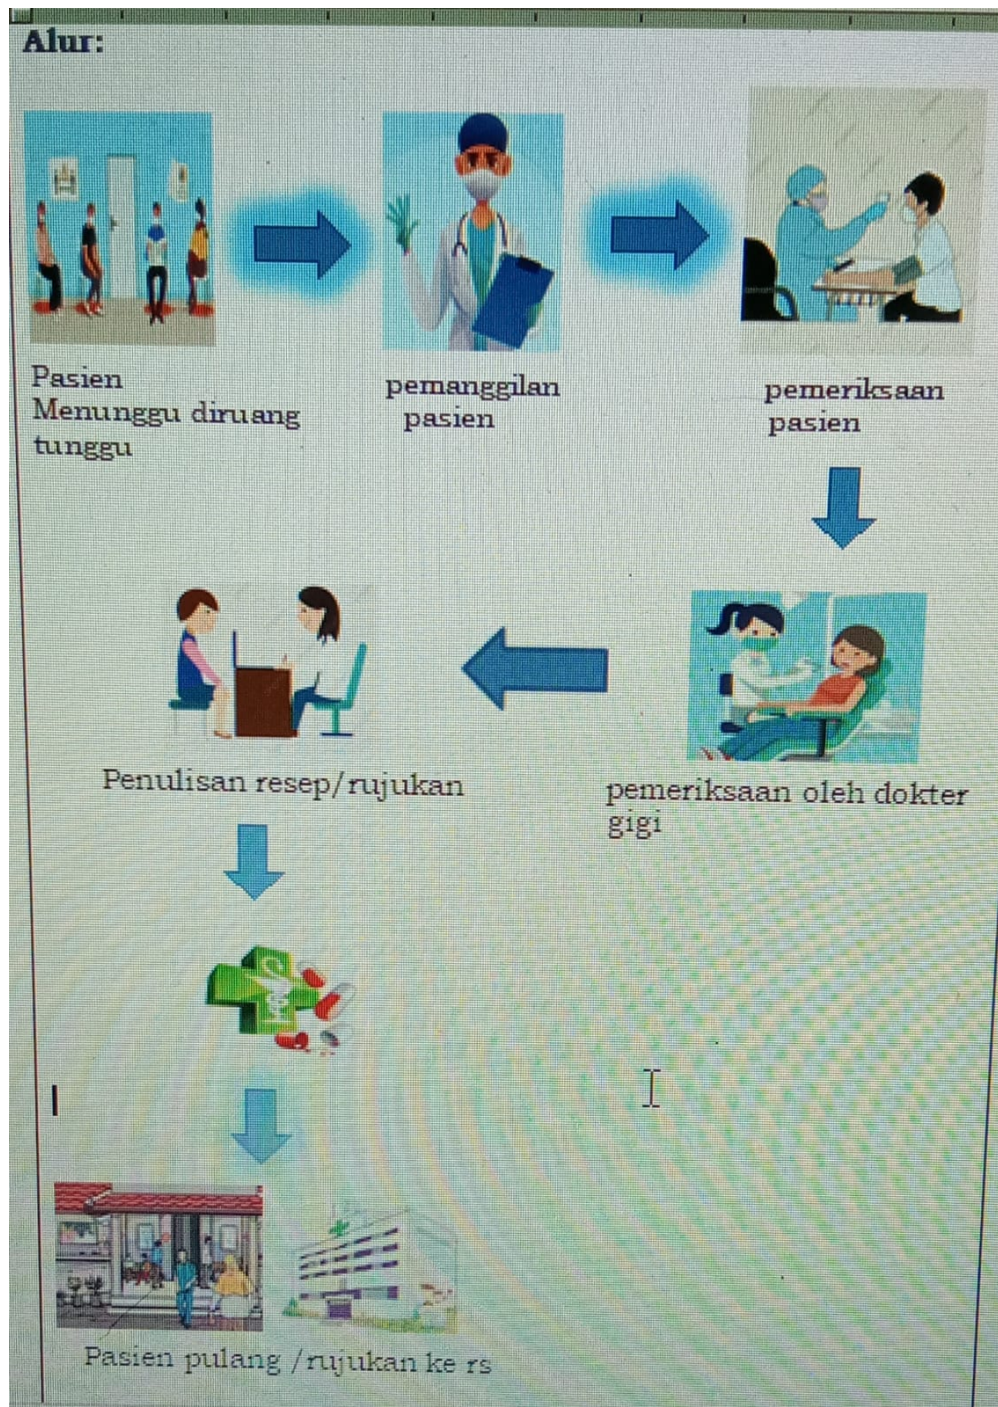 Alur:
Pasien
Menunggu diruang
tunggu
pemanggilan
pasien
pemeriksaan
pasien
Penulisan resep/rujukan
pemeriksaan oleh dokter
gigi
Pasien pulang /rujukan ke rs